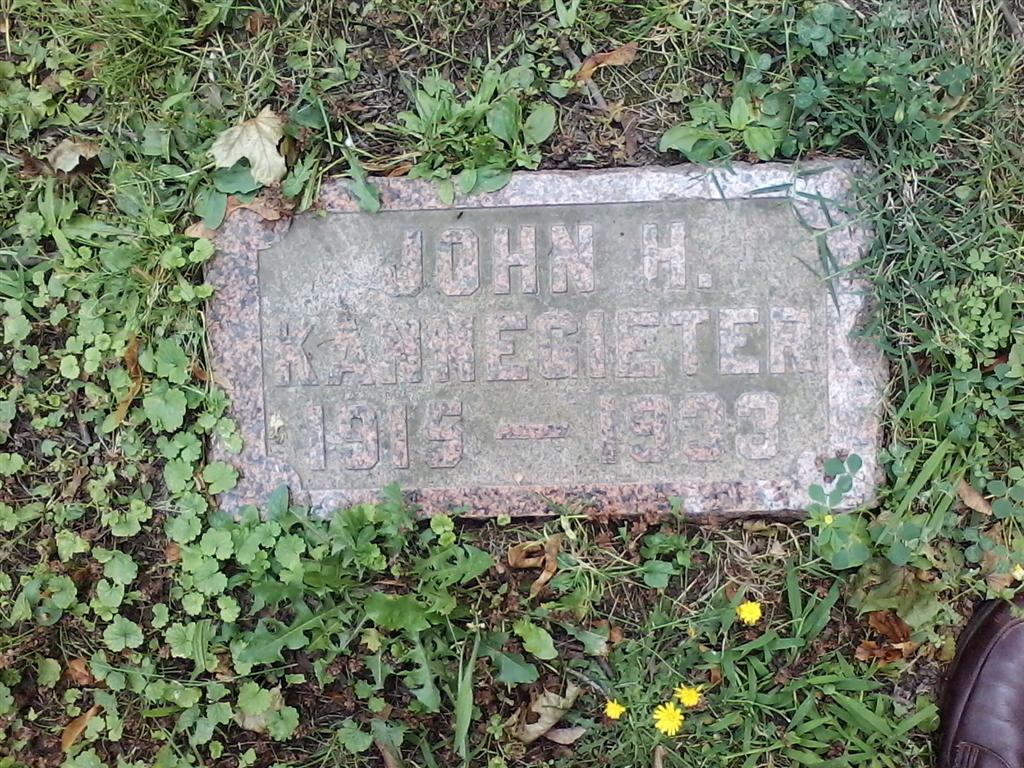 JOHN H.
KANNEGIETER
1915 — 1933